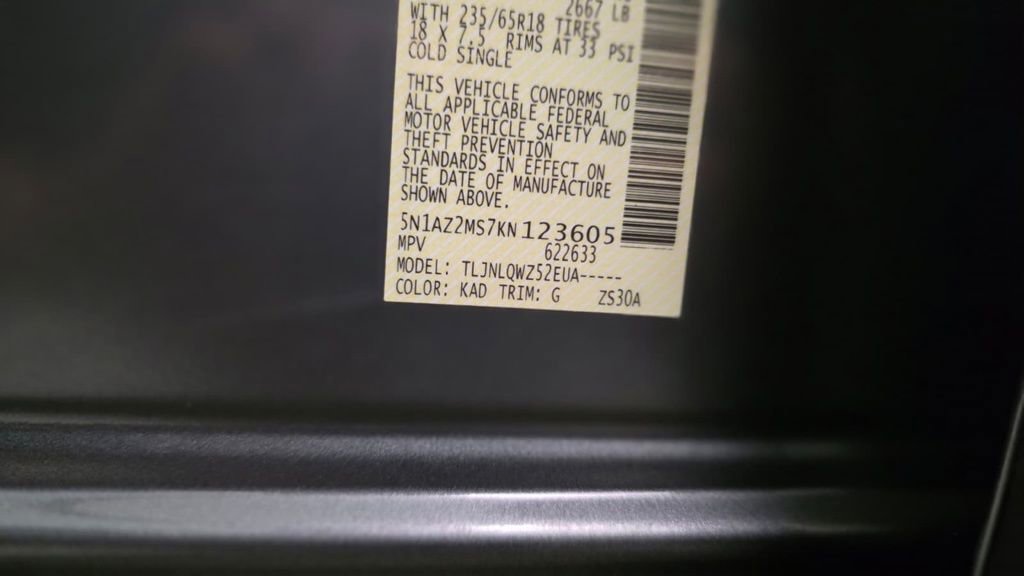 2667 LB
WITH 235/65R18 TIRES
18 X 7.5 RIMS AT 33 PSI
COLD SINGLE
THIS VEHICLE CONFORMS TO
ALL APPLICABLE FEDERAL
MOTOR VEHICLE SAFETY AND
THEFT PREVENTION
STANDARDS IN EFFECT ON
THE DATE OF MANUFACTURE
SHOWN ABOVE.
5N1AZ2MS7KN123605
MPV 622633
MODEL: TLJNLQWZ52EUA-----
COLOR: KAD TRIM: G ZS30A